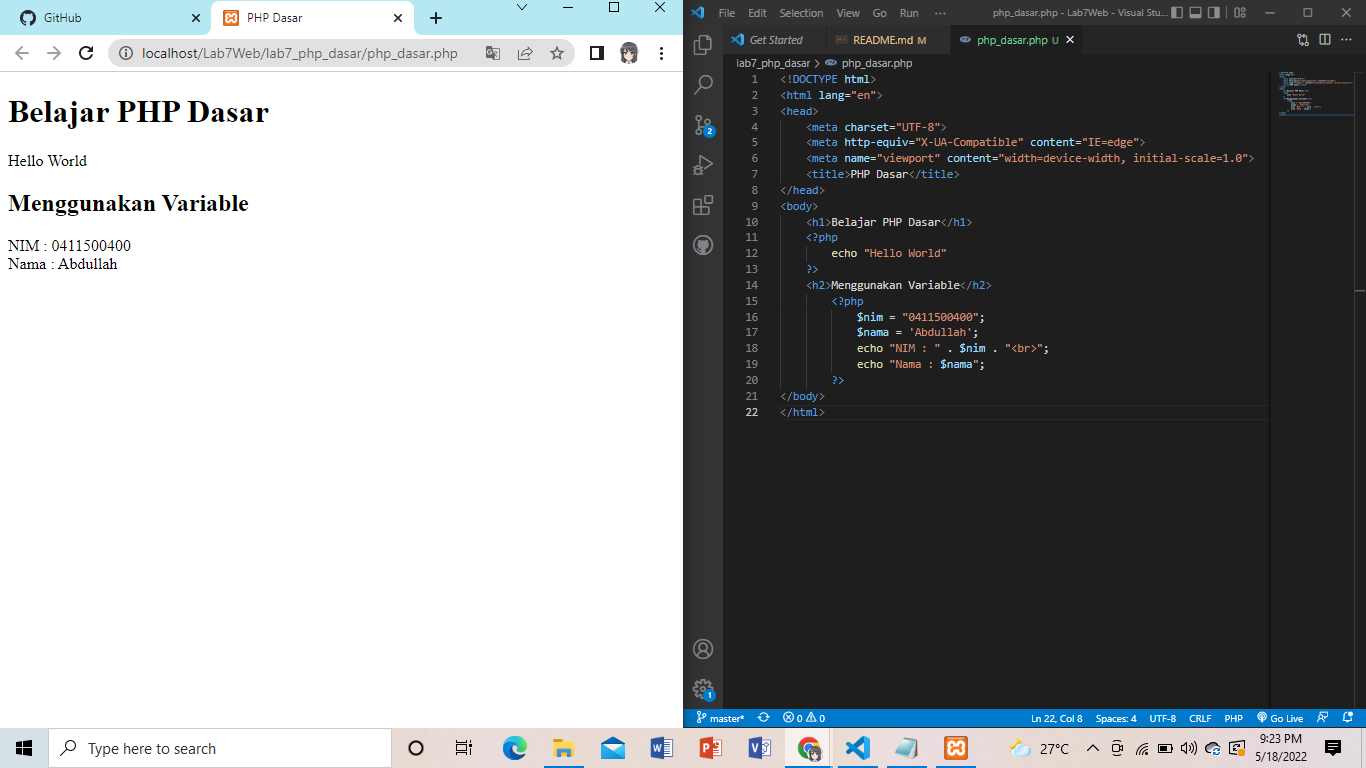 GitHub
PHP Dasar
localhost/Lab7Web/lab7_php_dasar/php_dasar.php
Belajar PHP Dasar
Hello World
Menggunakan Variable
NIM : 0411500400
Nama : Abdullah
File Edit Selection View Go Run ···
php_dasar.php - Lab7Web - Visual Stu...
Get Started
README.md M
php_dasar.php U
lab7_php_dasar > php_dasar.php
1 <!DOCTYPE html>
2 <html lang="en">
3 <head>
4 <meta charset="UTF-8">
5 <meta http-equiv="X-UA-Compatible" content="IE=edge">
6 <meta name="viewport" content="width=device-width, initial-scale=1.0">
7 <title>PHP Dasar</title>
8 </head>
9 <body>
10 <h1>Belajar PHP Dasar</h1>
11 <?php
12 echo "Hello World"
13 ?>
14 <h2>Menggunakan Variable</h2>
15 <?php
16 $nim = "0411500400";
17 $nama = 'Abdullah';
18 echo "NIM : " . $nim . "<br>";
19 echo "Nama : $nama";
20 ?>
21 </body>
22 </html>
2
1
master* 0 0
Ln 22, Col 8 Spaces: 4 UTF-8 CRLF PHP Go Live
Type here to search
27°C
9:23 PM
5/18/2022